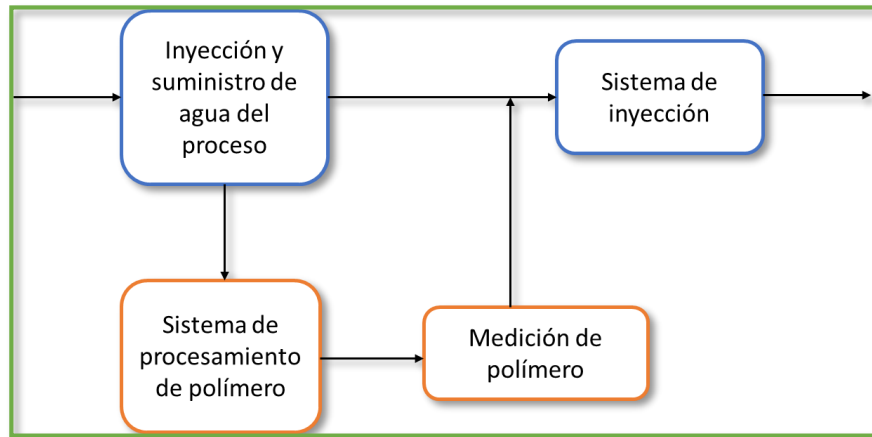 Inyección y
suministro de
agua del
proceso
Sistema de
inyección
Sistema de
procesamiento
de polímero
Medición de
polímero